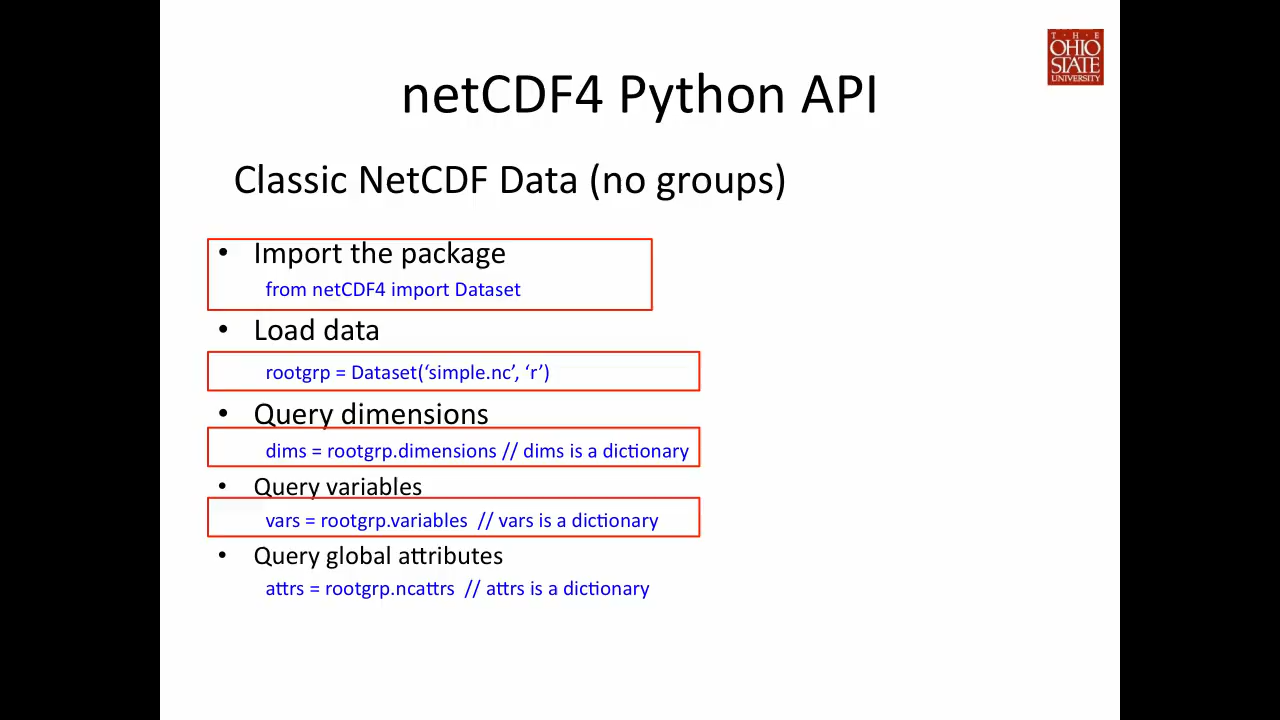 T · H · E
OHIO
STATE
UNIVERSITY
netCDF4 Python API
Classic NetCDF Data (no groups)
• Import the package
from netCDF4 import Dataset
• Load data
rootgrp = Dataset(‘simple.nc’, ‘r’)
• Query dimensions
dims = rootgrp.dimensions // dims is a dictionary
• Query variables
vars = rootgrp.variables // vars is a dictionary
• Query global attributes
attrs = rootgrp.ncattrs // attrs is a dictionary